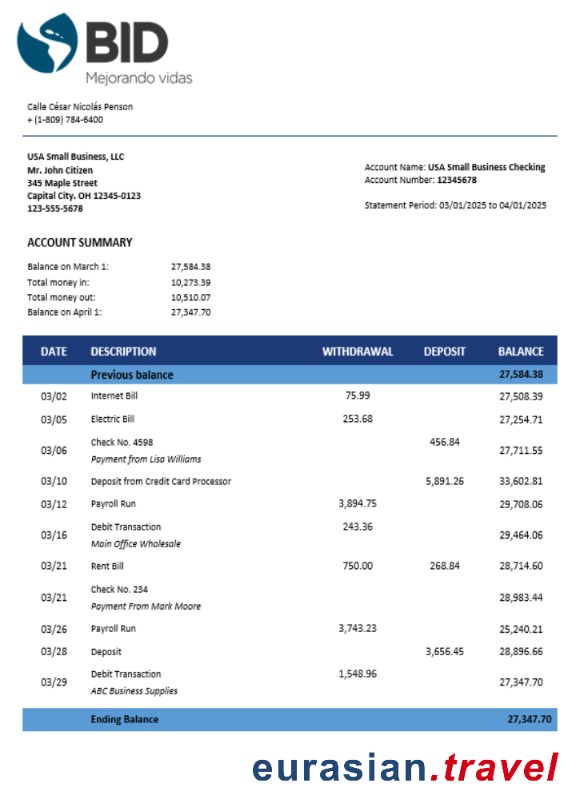 BID
Mejorando vidas
Calle César Nicolás Penson
+ (1-809) 784-6400
USA Small Business, LLC
Mr. John Citizen
345 Maple Street
Capital City. OH 12345-0123
123-555-5678
Account Name: USA Small Business Checking
Account Number: 12345678
Statement Period: 03/01/2025 to 04/01/2025
ACCOUNT SUMMARY
Balance on March 1: 27,584.38
Total money in: 10,273.39
Total money out: 10,510.07
Balance on April 1: 27,347.70
DATE DESCRIPTION WITHDRAWAL DEPOSIT BALANCE
Previous balance 27,584.38
03/02 Internet Bill 75.99 27,508.39
03/05 Electric Bill 253.68 27,254.71
03/06 Check No. 4598 456.84 27,711.55
Payment from Lisa Williams
03/10 Deposit from Credit Card Processor 5,891.26 33,602.81
03/12 Payroll Run 3,894.75 29,708.06
03/16 Debit Transaction 243.36 29,464.06
Main Office Wholesale
03/21 Rent Bill 750.00 268.84 28,714.60
03/21 Check No. 234 28,983.44
Payment From Mark Moore
03/26 Payroll Run 3,743.23 25,240.21
03/28 Deposit 3,656.45 28,896.66
03/29 Debit Transaction 1,548.96 27,347.70
ABC Business Supplies
Ending Balance 27,347.70
eurasian.travel